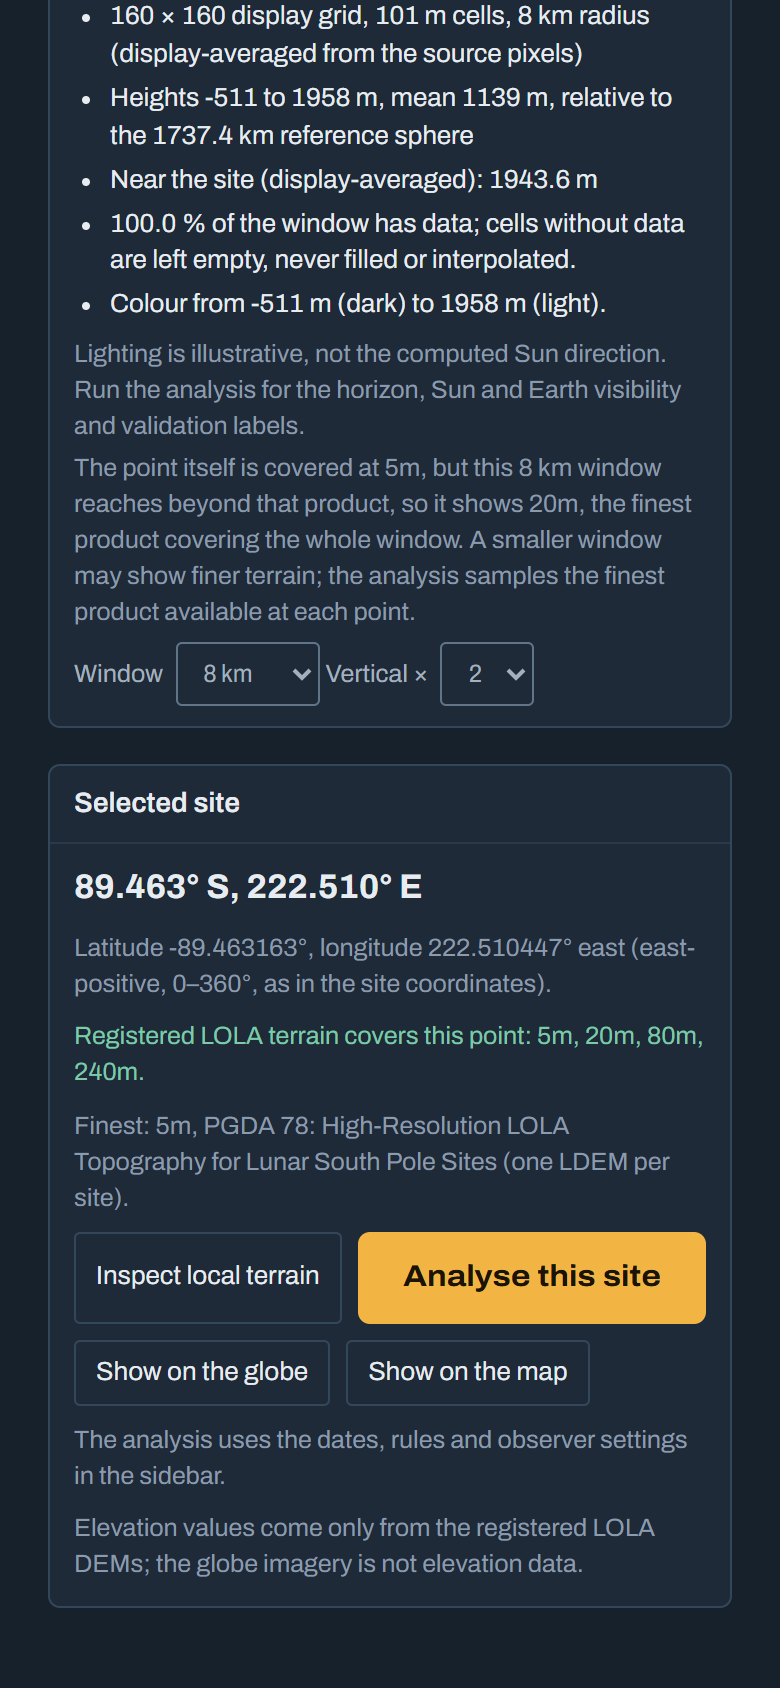 160 × 160 display grid, 101 m cells, 8 km radius
(display-averaged from the source pixels)
Heights -511 to 1958 m, mean 1139 m, relative to
the 1737.4 km reference sphere
Near the site (display-averaged): 1943.6 m
100.0 % of the window has data; cells without data
are left empty, never filled or interpolated.
Colour from -511 m (dark) to 1958 m (light).
Lighting is illustrative, not the computed Sun direction.
Run the analysis for the horizon, Sun and Earth visibility
and validation labels.
The point itself is covered at 5m, but this 8 km window
reaches beyond that product, so it shows 20m, the finest
product covering the whole window. A smaller window
may show finer terrain; the analysis samples the finest
product available at each point.
Window 8 km Vertical × 2
Selected site
89.463° S, 222.510° E
Latitude -89.463163°, longitude 222.510447° east (east-
positive, 0–360°, as in the site coordinates).
Registered LOLA terrain covers this point: 5m, 20m, 80m,
240m.
Finest: 5m, PGDA 78: High-Resolution LOLA
Topography for Lunar South Pole Sites (one LDEM per
site).
Inspect local terrain Analyse this site
Show on the globe Show on the map
The analysis uses the dates, rules and observer settings
in the sidebar.
Elevation values come only from the registered LOLA
DEMs; the globe imagery is not elevation data.